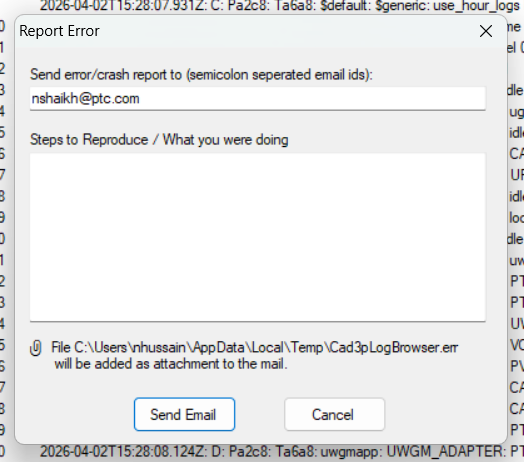 2026-04-02T15:28:07.931Z: C: Pa2c8: Ta6a8: $default: $generic: use_hour_logs
Report Error
Send error/crash report to (semicolon seperated email ids):
nshaikh@ptc.com
Steps to Reproduce / What you were doing
File C:\Users\nhussain\AppData\Local\Temp\Cad3pLogBrowser.err
will be added as attachment to the mail.
Send Email
Cancel
2026-04-02T15:28:08.124Z: D: Pa2c8: Ta6a8: uwgmapp: UWGM_ADAPTER: PT